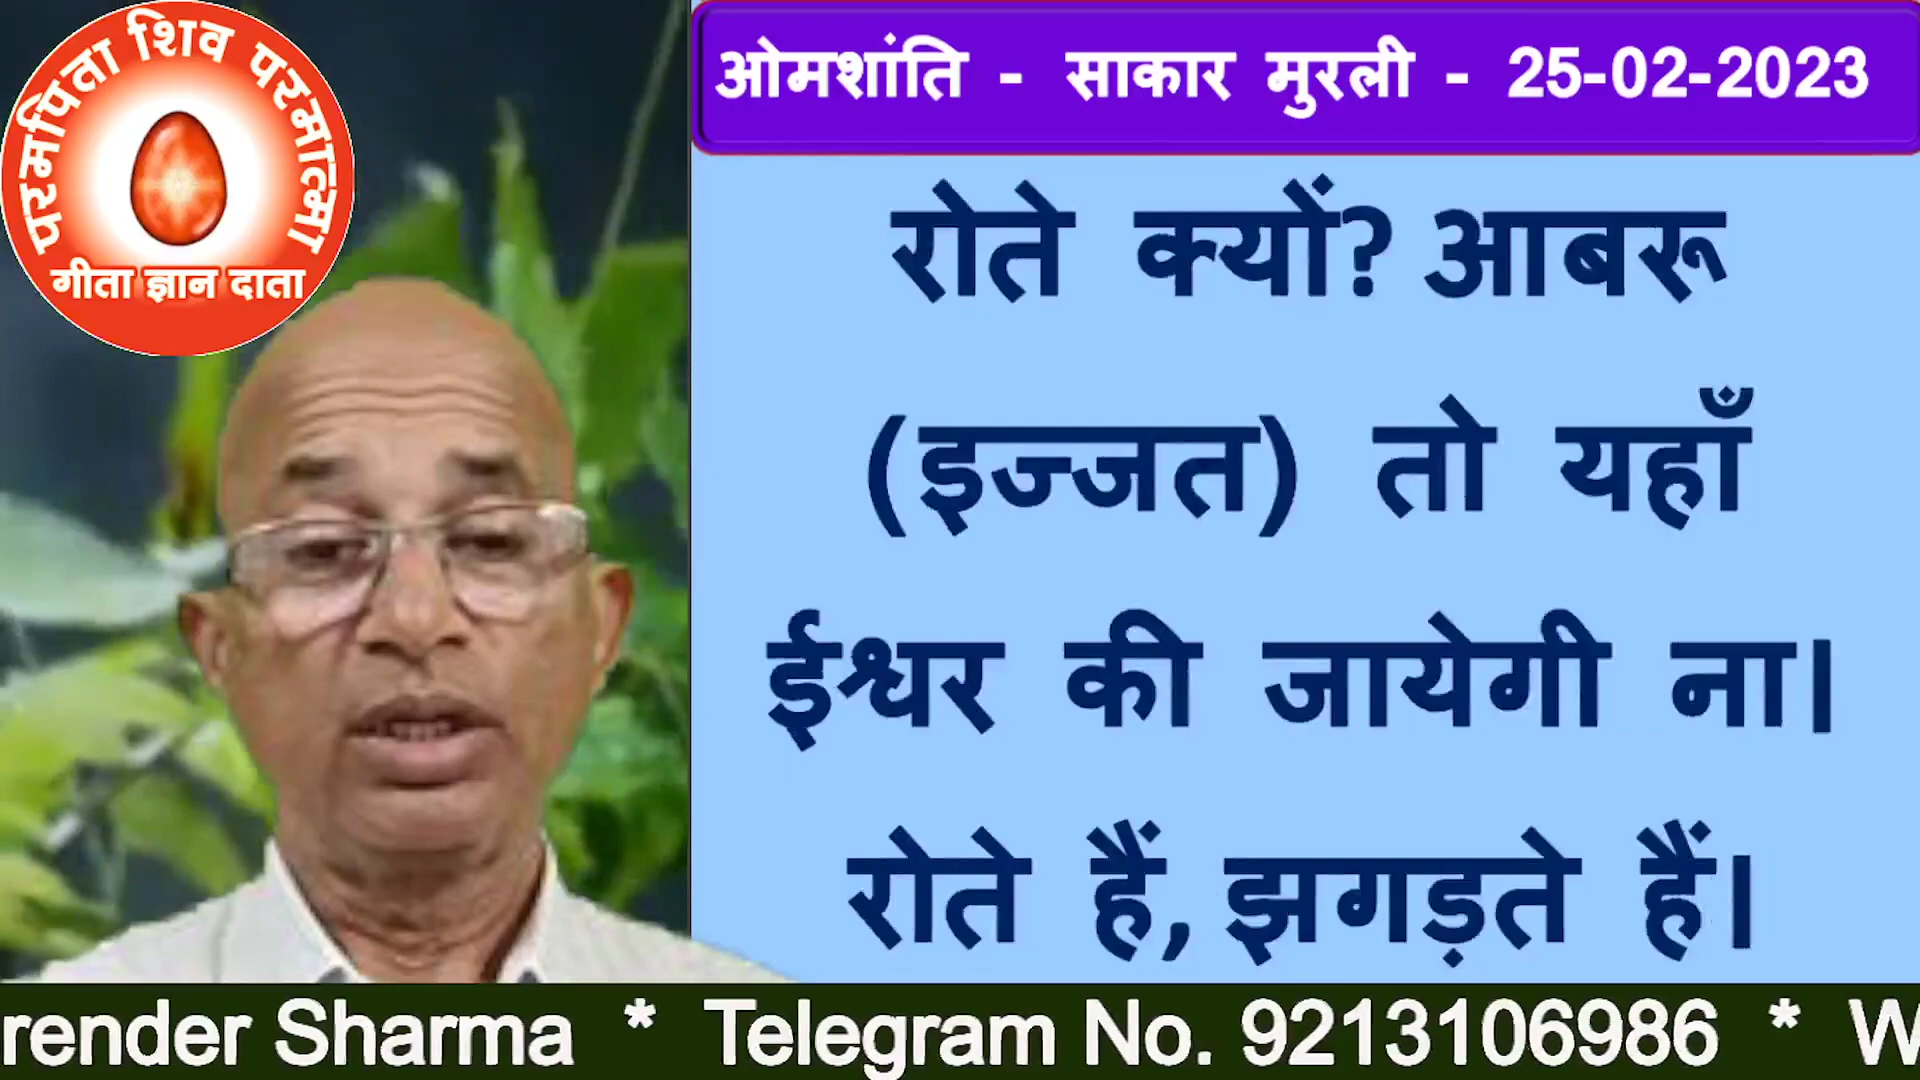 परमपिता शिव परमात्मा
गीता ज्ञान दाता
ओमशांति - साकार मुरली - 25-02-2023
रोते क्यों? आबरू
(इज्जत) तो यहाँ
ईश्वर की जायेगी ना।
रोते हैं, झगड़ते हैं।
render Sharma * Telegram No. 9213106986 * W